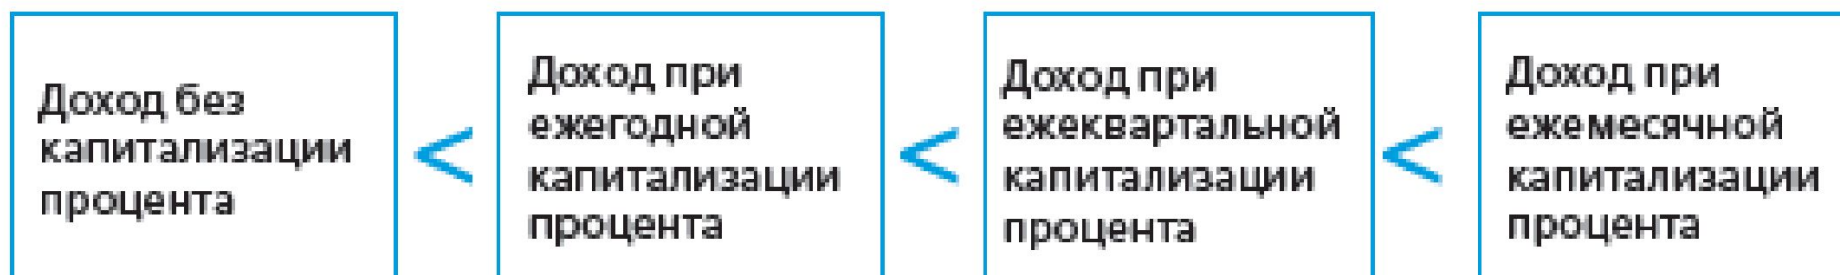 Доход без
капитализации
процента
<
Доход при
ежегодной
капитализации
процента
<
Доход при
ежеквартальной
капитализации
процента
<
Доход при
ежемесячной
капитализации
процента